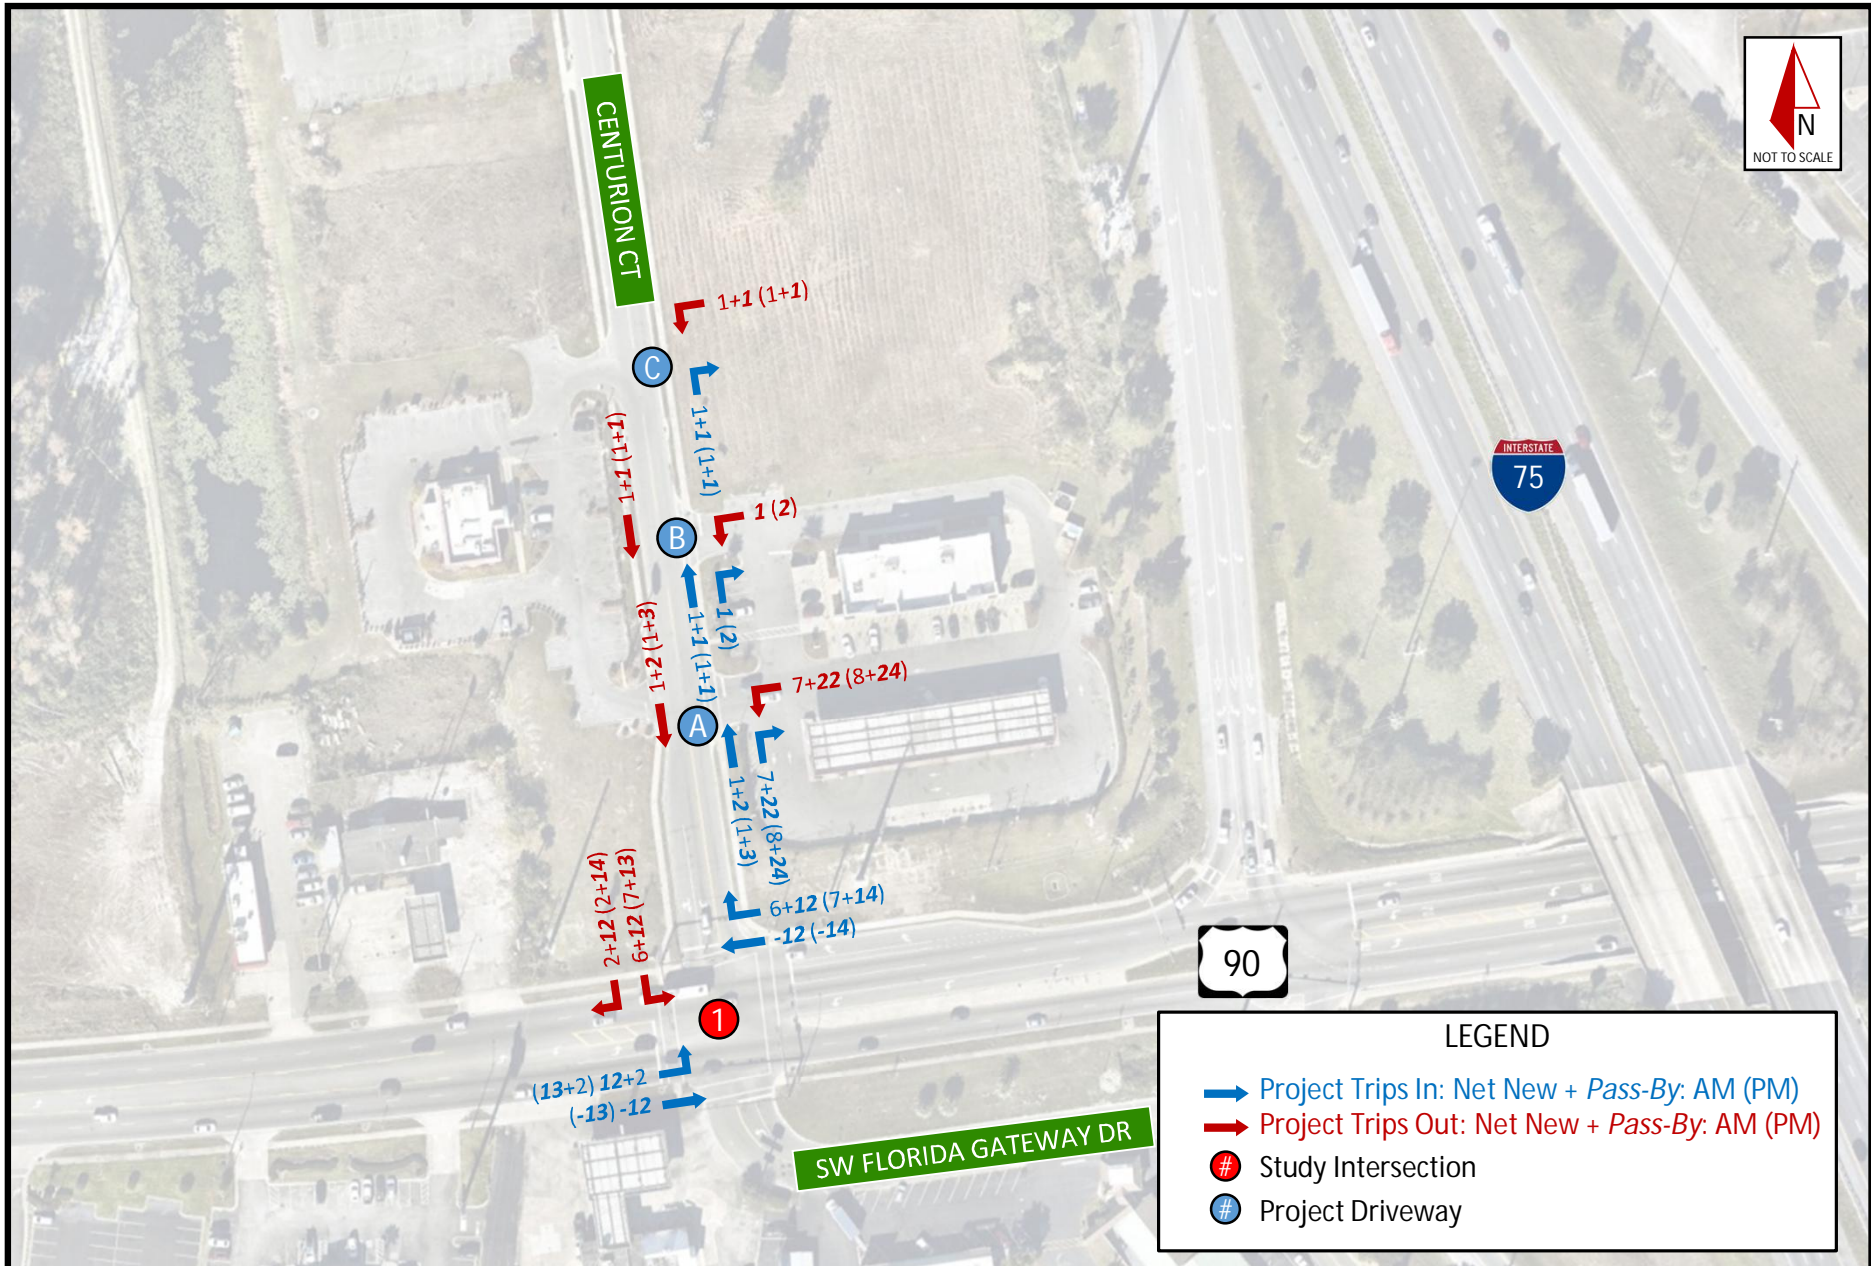 N
NOT TO SCALE
CENTURION CT
1+1 (1+1)
C
1+1 (1+1)
1+1 (1+1)
INTERSTATE
75
1 (2)
B
1 (2)
1+1 (1+1)
1+2 (1+3)
7+22 (8+24)
A
1+2 (1+3)
7+22 (8+24)
2+12 (2+14)
6+12 (7+13)
6+12 (7+14)
-12 (-14)
90
1
(13+2) 12+2
(-13) -12
SW FLORIDA GATEWAY DR
LEGEND
Project Trips In: Net New + Pass-By: AM (PM)
Project Trips Out: Net New + Pass-By: AM (PM)
# Study Intersection
# Project Driveway